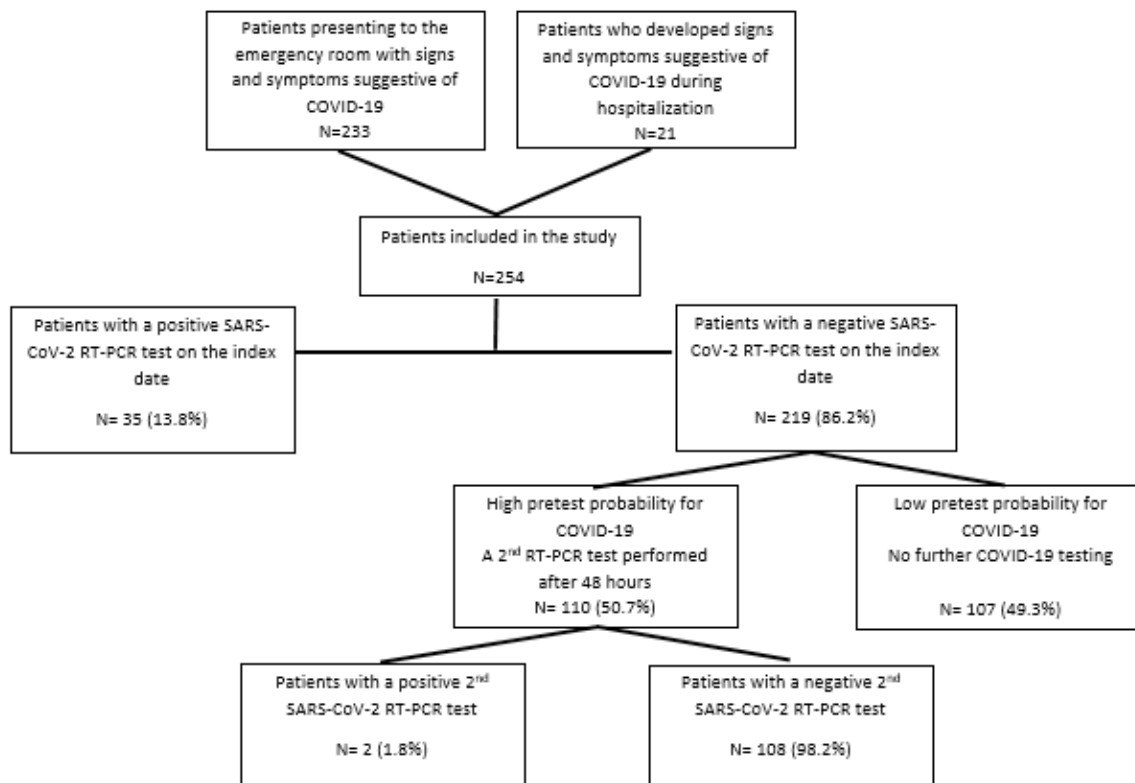 Patients presenting to the
emergency room with signs
and symptoms suggestive of
COVID-19
N=233
Patients who developed signs
and symptoms suggestive of
COVID-19 during
hospitalization
N=21
Patients included in the study
N=254
Patients with a positive SARS-
CoV-2 RT-PCR test on the index
date
N= 35 (13.8%)
Patients with a negative SARS-
CoV-2 RT-PCR test on the index
date
N= 219 (86.2%)
High pretest probability for
COVID-19
A 2nd RT-PCR test performed
after 48 hours
N= 110 (50.7%)
Low pretest probability for
COVID-19
No further COVID-19 testing
N= 107 (49.3%)
Patients with a positive 2nd
SARS-CoV-2 RT-PCR test
N= 2 (1.8%)
Patients with a negative 2nd
SARS-CoV-2 RT-PCR test
N= 108 (98.2%)